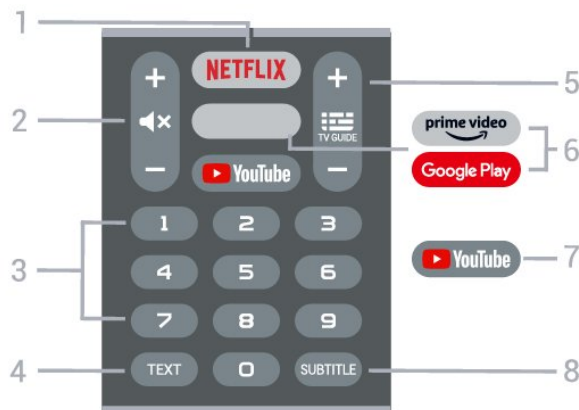 1
NETFLIX
+
+
5
2
TV GUIDE
prime video
6
−
YouTube
−
Google Play
1
2
3
3
4
5
6
YouTube
7
7
8
9
4
TEXT
0
SUBTITLE
8